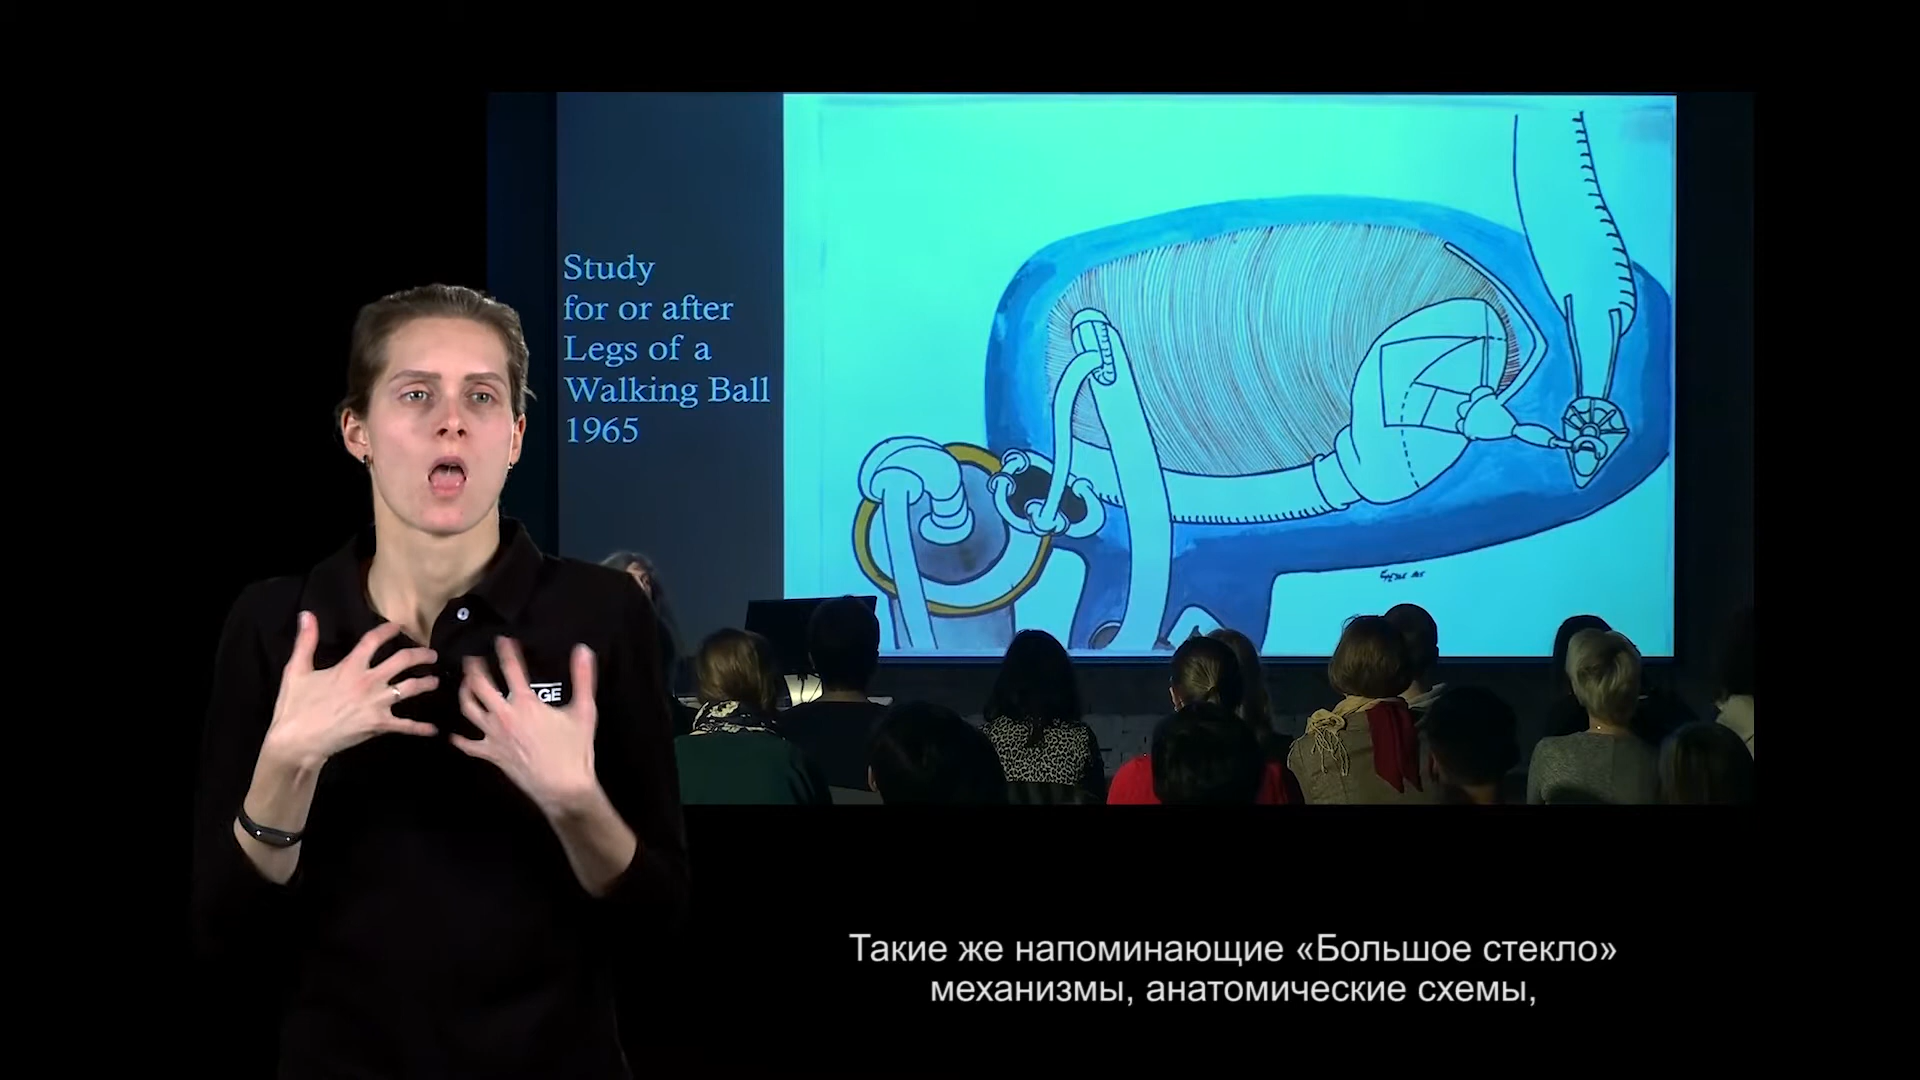 Study
for or after
Legs of a
Walking Ball
1965
Такие же напоминающие «Большое стекло»
механизмы, анатомические схемы,